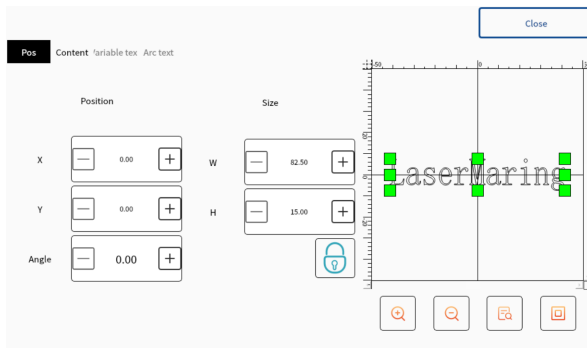 Close
Pos Content Variable tex Arc text
Position Size
X 0.00 W 82.50
Y 0.00 H 15.00
Angle 0.00
LaserMaring